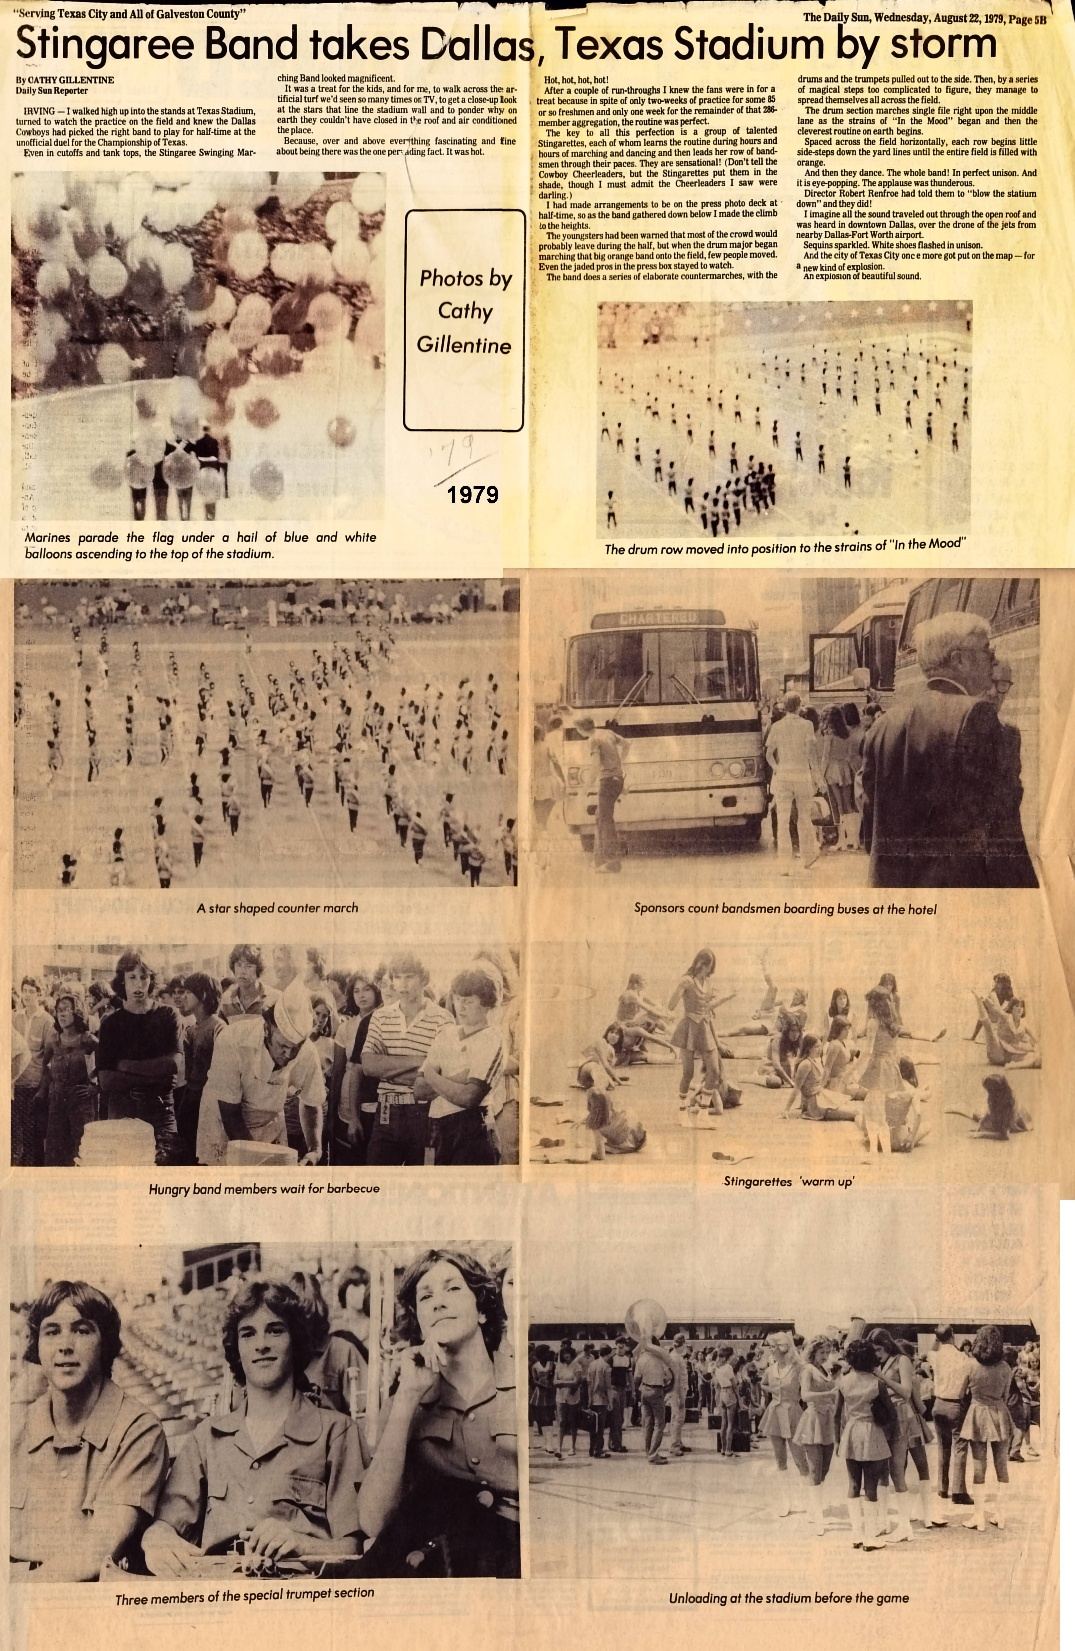 "Serving Texas City and All of Galveston County"
The Daily Sun, Wednesday, August 22, 1979, Page 5B
Stingaree Band takes Dallas, Texas Stadium by storm
By CATHY GILLENTINE
Daily Sun Reporter
IRVING — I walked high up into the stands at Texas Stadium,
turned to watch the practice on the field and knew the Dallas
Cowboys had picked the right band to play for half-time at the
unofficial duel for the Championship of Texas.
Even in cutoffs and tank tops, the Stingaree Swinging Mar-
ching Band looked magnificent.
It was a treat for the kids, and for me, to walk across the ar-
tificial turf we'd seen so many times on TV, to get a close-up look
at the stars that line the stadium wall and to ponder why on
earth they couldn't have closed in the roof and air conditioned
the place.
Because, over and above everything fascinating and fine
about being there was the one per ading fact. It was hot.
Hot, hot, hot, hot!
After a couple of run-throughs I knew the fans were in for a
treat because in spite of only two-weeks of practice for some 85
or so freshmen and only one week for the remainder of that 286-
member aggregation, the routine was perfect.
The key to all this perfection is a group of talented
Stingarettes, each of whom learns the routine during hours and
hours of marching and dancing and then leads her row of band-
smen through their paces. They are sensational! (Don't tell the
Cowboy Cheerleaders, but the Stingarettes put them in the
shade, though I must admit the Cheerleaders I saw were
darling.)
I had made arrangements to be on the press photo deck at
half-time, so as the band gathered down below I made the climb
to the heights.
The youngsters had been warned that most of the crowd would
probably leave during the half, but when the drum major began
marching that big orange band onto the field, few people moved.
Even the jaded pros in the press box stayed to watch.
The band does a series of elaborate countermarches, with the
drums and the trumpets pulled out to the side. Then, by a series
of magical steps too complicated to figure, they manage to
spread themselves all across the field.
The drum section marches single file right upon the middle
lane as the strains of "In the Mood" began and then the
cleverest routine on earth begins.
Spaced across the field horizontally, each row begins little
side-steps down the yard lines until the entire field is filled with
orange.
And then they dance. The whole band! In perfect unison. And
it is eye-popping. The applause was thunderous.
Director Robert Renfroe had told them to "blow the statium
down" and they did!
I imagine all the sound traveled out through the open roof and
was heard in downtown Dallas, over the drone of the jets from
nearby Dallas-Fort Worth airport.
Sequins sparkled. White shoes flashed in unison.
And the city of Texas City once more got put on the map — for
a new kind of explosion.
An explosion of beautiful sound.
Photos by
Cathy
Gillentine
'79
1979
Marines parade the flag under a hail of blue and white
balloons ascending to the top of the stadium.
The drum row moved into position to the strains of "In the Mood"
CHARTERED
A star shaped counter march
Sponsors count bandsmen boarding buses at the hotel
Hungry band members wait for barbecue
Stingarettes 'warm up'
Three members of the special trumpet section
Unloading at the stadium before the game